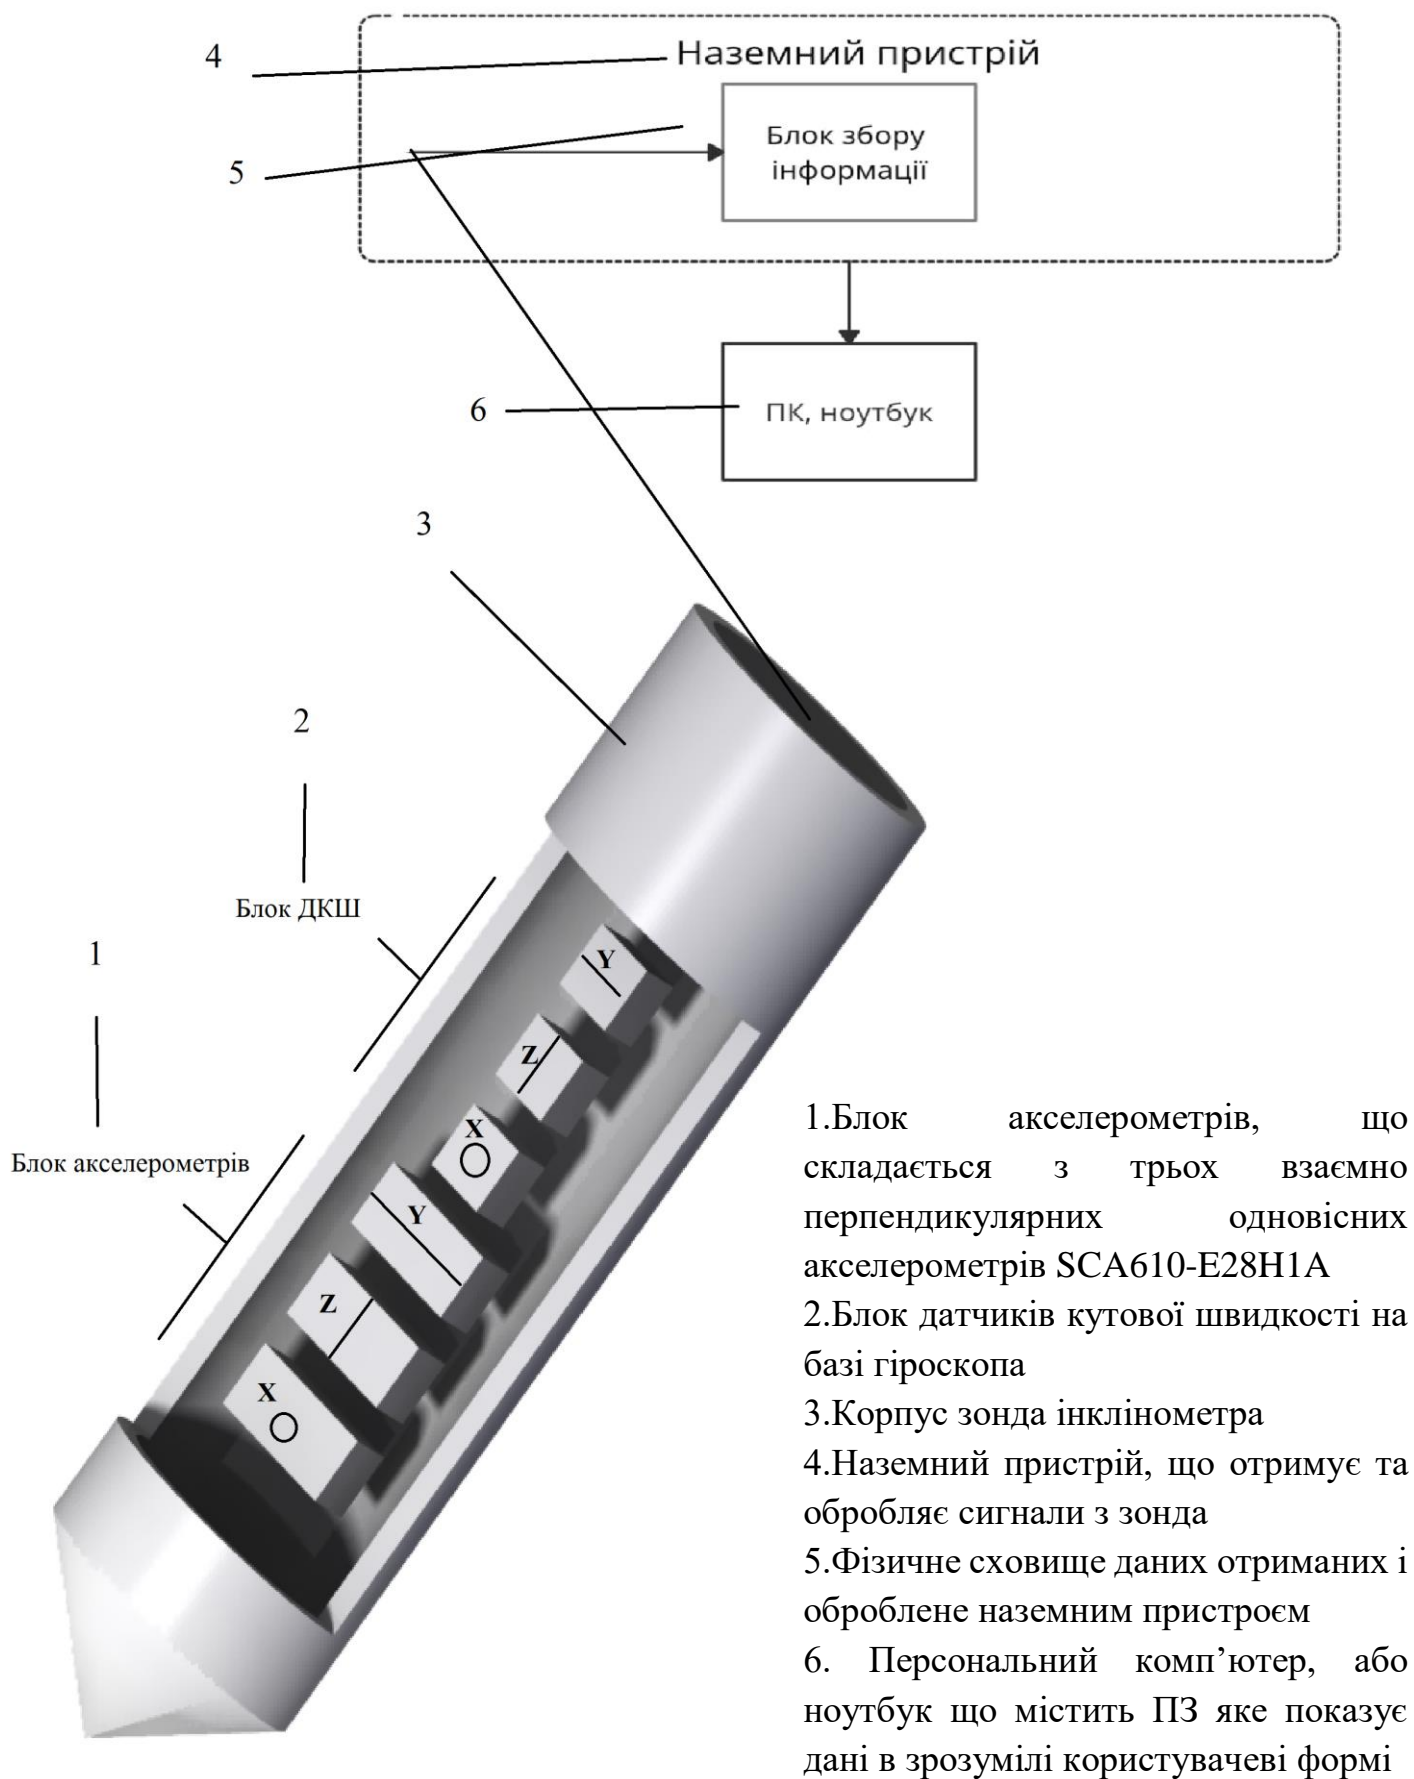 4
Наземний пристрій
Блок збору
інформації
5
6
ПК, ноутбук
3
2
Блок ДКШ
1
Блок акселерометрів
Y
Z
X
Y
Z
X
1.Блок акселерометрів, що
складається з трьох взаємно
перпендикулярних одновісних
акселерометрів SCA610-E28H1A
2.Блок датчиків кутової швидкості на
базі гіроскопа
3.Корпус зонда інклінометра
4.Наземний пристрій, що отримує та
обробляє сигнали з зонда
5.Фізичне сховище даних отриманих і
оброблене наземним пристроєм
6. Персональний комп’ютер, або
ноутбук що містить ПЗ яке показує
дані в зрозумілі користувачеві формі